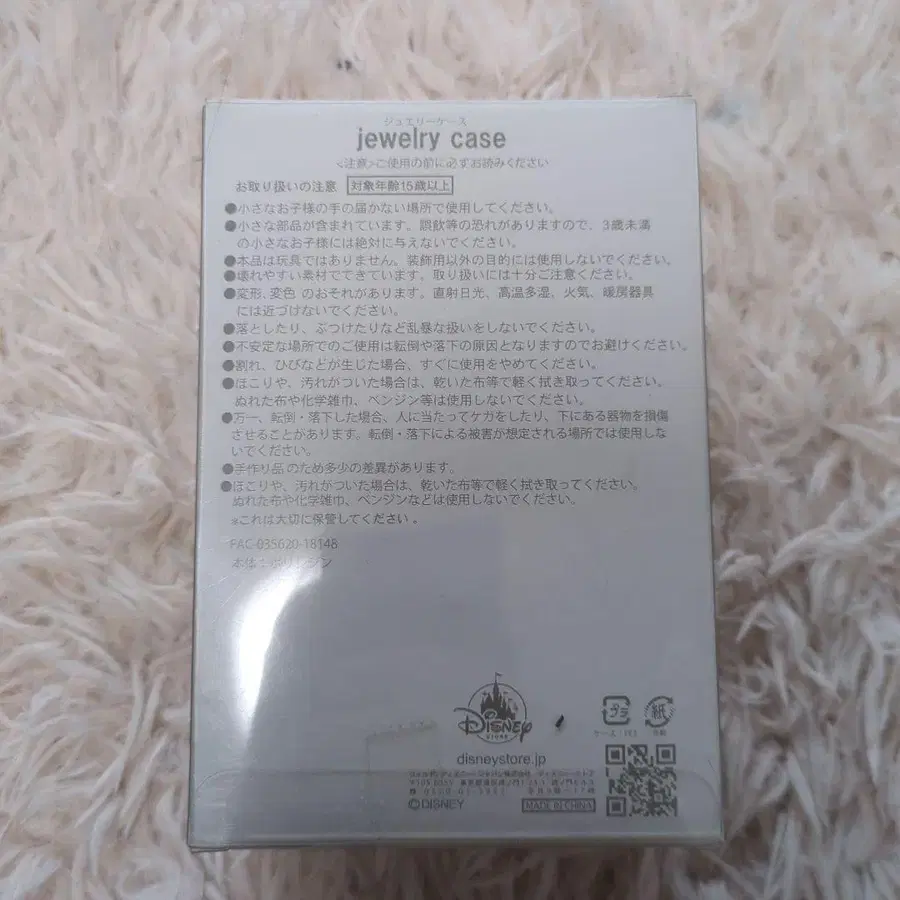 ジュエリーケース
jewelry case
<注意>ご使用の前に必ずお読みください
お取り扱いの注意 対象年齢15歳以上
●小さなお子様の手の届かない場所で使用してください。
●小さな部品が含まれています。誤飲等の恐れがありますので、3歳未満
の小さなお子様には絶対に与えないでください。
●本品は玩具ではありません。装飾用以外の目的には使用しないでください。
●壊れやすい素材でできています。取り扱いには十分ご注意ください。
●変形、変色 のおそれがあります。直射日光、高温多湿、火気、暖房器具
には近づけないでください。
●落としたり、ぶつけたりなど乱暴な扱いをしないでください。
●不安定な場所でのご使用は転倒や落下の原因となりますのでお避けください。
●割れ、ひびなどが生じた場合、すぐに使用をやめてください。
●ほこりや、汚れがついた場合は、乾いた布等で軽く拭き取ってください。
ぬれた布や化学雑巾、ベンジン等は使用しないでください。
●万一、転倒・落下した場合、人に当たってケガをしたり、下にある器物を損傷
させることがあります。転倒・落下による被害が想定される場所では使用しな
いでください。
●手作り品 のため多少の差異があります。
●ほこりや、汚れがついた場合は、乾いた布等で軽く拭き取ってください。
ぬれた布や化学雑巾、ベンジンなどは使用しないでください。
*これは大切に保管してください 。
FAC-035620-18148
本体：ポリレジン
プラ 紙
Disney
STORE
disneystore.jp
©DISNEY MADE IN CHINA